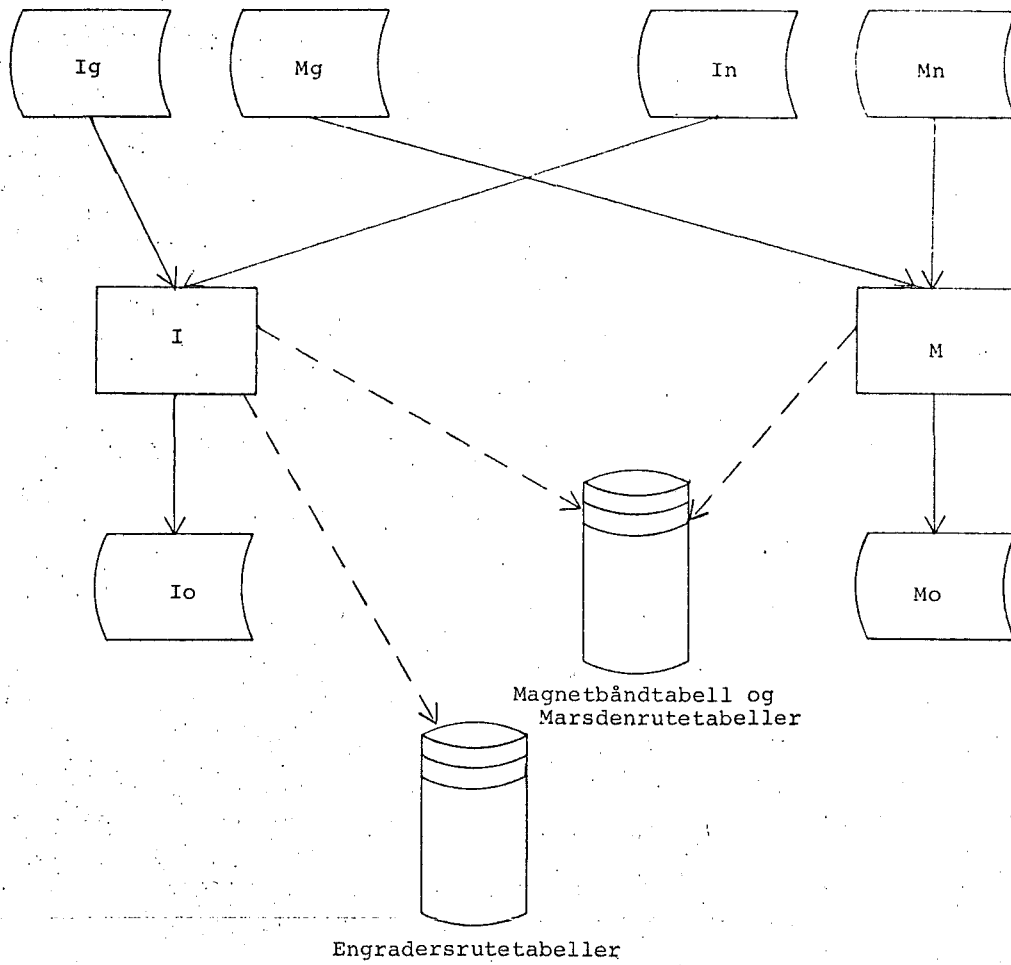 Ig
Mg
In
Mn
I
M
Io
Mo
Magnetbåndtabell og
Marsdenrutetabeller
Engradersrutetabeller